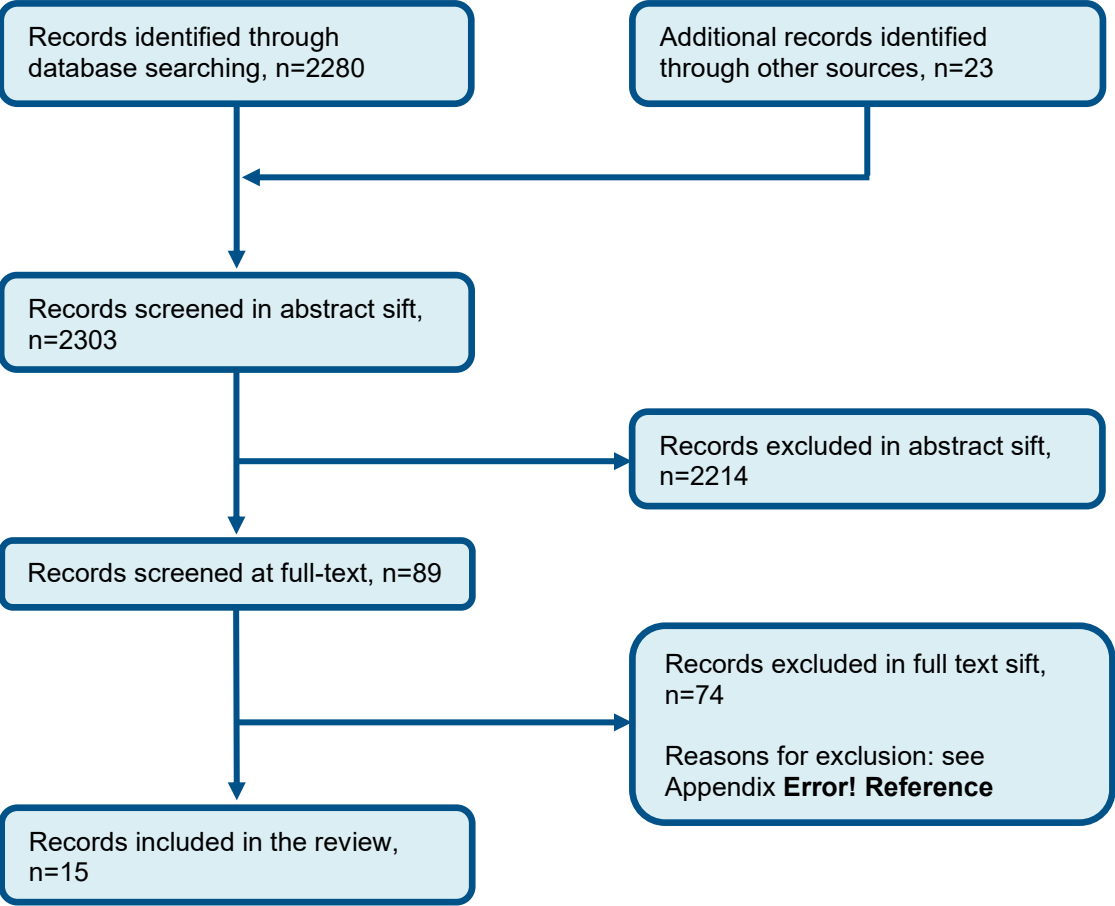 Records identified through
database searching, n=2280
Additional records identified
through other sources, n=23
Records screened in abstract sift,
n=2303
Records excluded in abstract sift,
n=2214
Records screened at full-text, n=89
Records excluded in full text sift,
n=74
Reasons for exclusion: see
Appendix Error! Reference
Records included in the review,
n=15